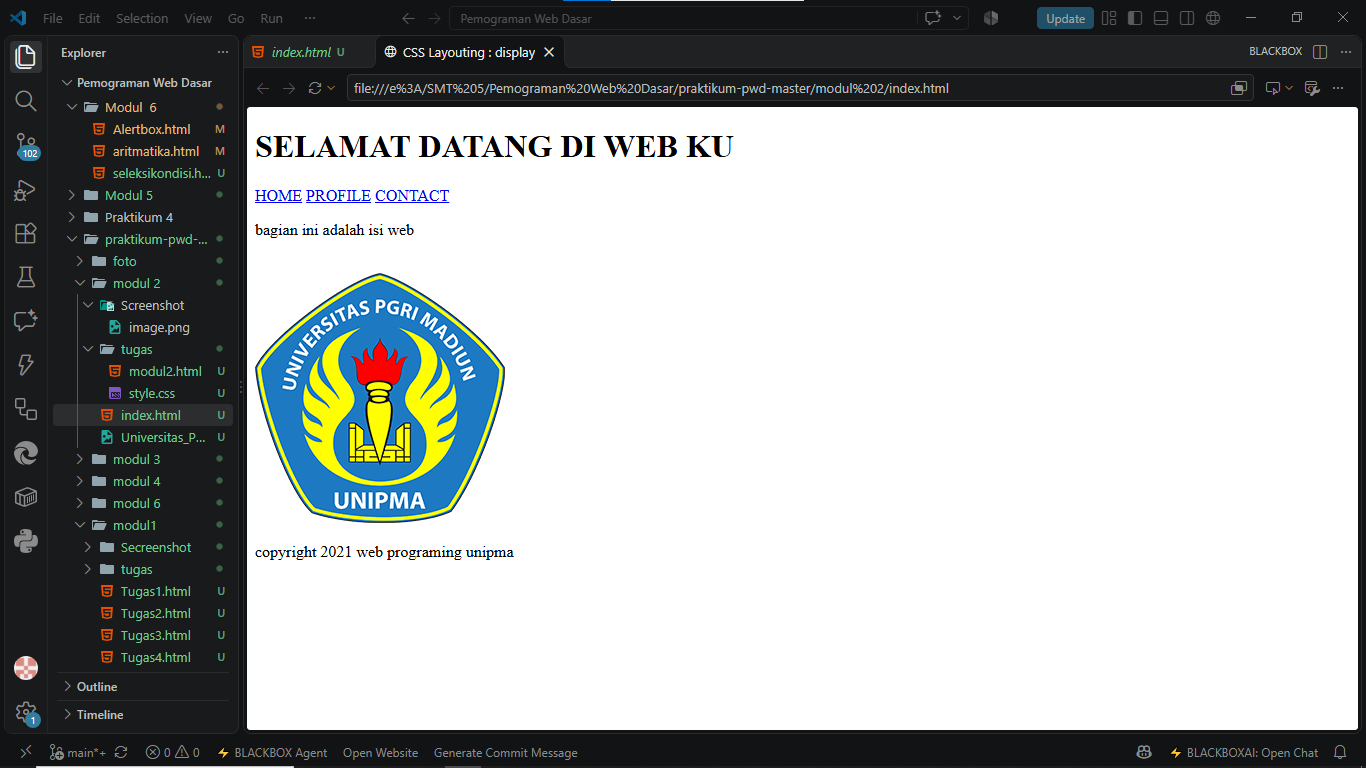 File Edit Selection View Go Run ··· Pemograman Web Dasar Update
Explorer ···
Pemograman Web Dasar
Modul 6
Alertbox.html M
aritmatika.html M
seleksikondisi.h... U
Modul 5
Praktikum 4
praktikum-pwd-...
foto
modul 2
Screenshot
image.png
tugas
modul2.html U
style.css U
index.html U
Universitas_P... U
modul 3
modul 4
modul 6
modul1
Secreenshot
tugas
Tugas1.html U
Tugas2.html U
Tugas3.html U
Tugas4.html U
Outline
Timeline
102
1
index.html U CSS Layouting : display BLACKBOX ···
file:///e%3A/SMT%205/Pemograman%20Web%20Dasar/praktikum-pwd-master/modul%202/index.html
SELAMAT DATANG DI WEB KU
HOME PROFILE CONTACT
bagian ini adalah isi web
UNIVERSITAS PGRI MADIUN
UNIPMA
copyright 2021 web programing unipma
main*+ 0 0 BLACKBOX Agent Open Website Generate Commit Message BLACKBOXAI: Open Chat